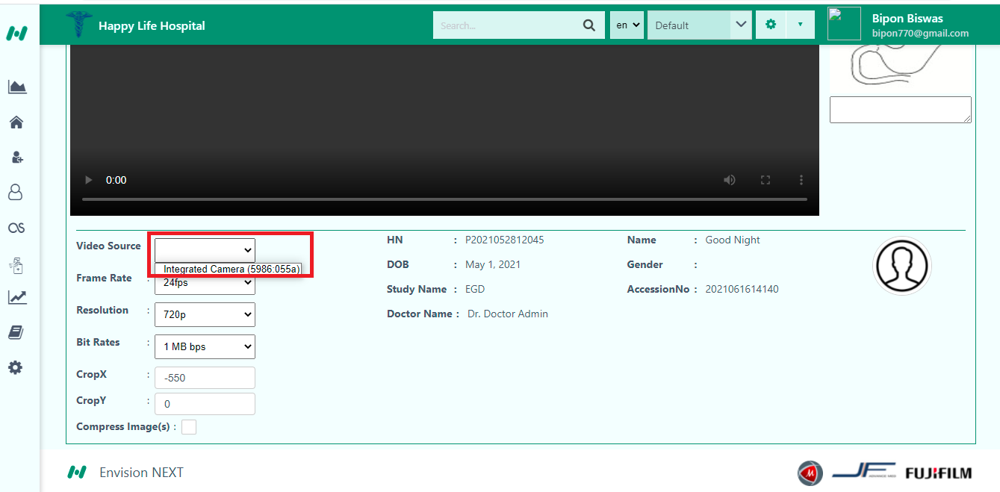 Happy Life Hospital
Search...
en
Default
Bipon Biswas
bipon770@gmail.com
0:00
Video Source
Integrated Camera (5986:055a)
Frame Rate : 24fps
Resolution : 720p
Bit Rates : 1 MB bps
CropX : -550
CropY : 0
Compress Image(s) :
HN : P2021052812045
DOB : May 1, 2021
Study Name : EGD
Doctor Name : Dr. Doctor Admin
Name : Good Night
Gender :
AccessionNo : 2021061614140
Envision NEXT
JF
ADVANCE MED
FUJIFILM